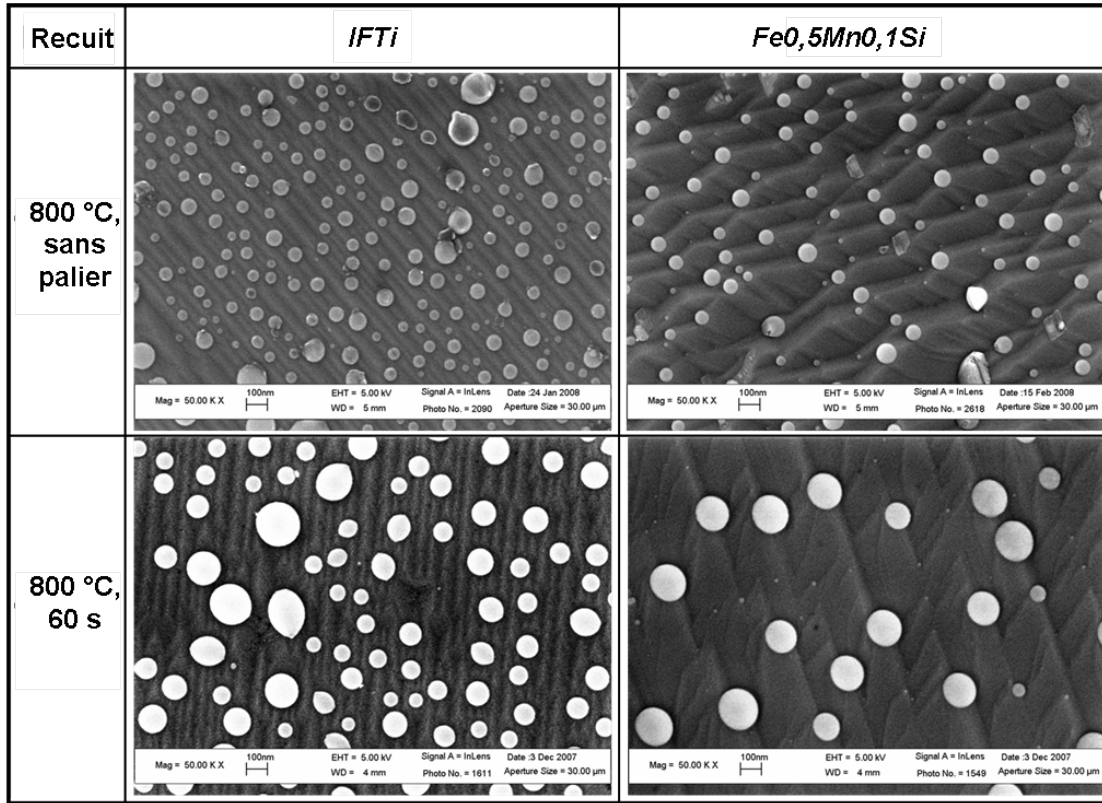 Recuit IFTi Fe0,5Mn0,1Si
800 °C,
sans
palier
Mag = 50.00 K X 100nm EHT = 5.00 kV Signal A = InLens Date :24 Jan 2008
WD = 5 mm Photo No. = 2090 Aperture Size = 30.00 µm
Mag = 50.00 K X 100nm EHT = 5.00 kV Signal A = InLens Date :15 Feb 2008
WD = 5 mm Photo No. = 2618 Aperture Size = 30.00 µm
800 °C,
60 s
Mag = 50.00 K X 100nm EHT = 5.00 kV Signal A = InLens Date :3 Dec 2007
WD = 4 mm Photo No. = 1611 Aperture Size = 30.00 µm
Mag = 50.00 K X 100nm EHT = 5.00 kV Signal A = InLens Date :3 Dec 2007
WD = 4 mm Photo No. = 1549 Aperture Size = 30.00 µm